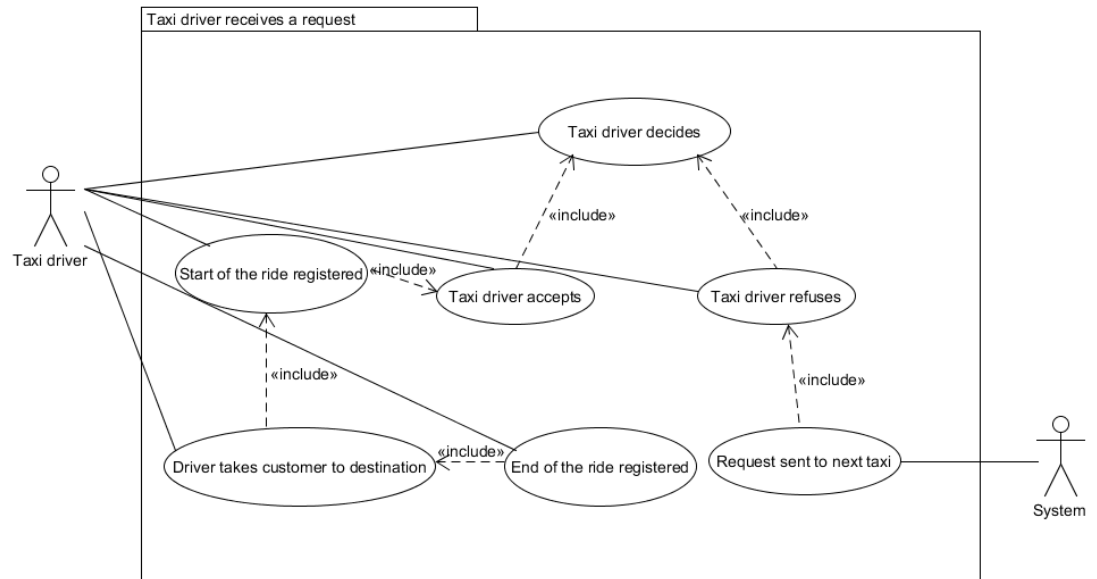 Taxi driver receives a request
Taxi driver decides
«include»
«include»
Taxi driver
Start of the ride registered
«include»
Taxi driver accepts
Taxi driver refuses
«include»
«include»
Driver takes customer to destination
«include»
End of the ride registered
Request sent to next taxi
System